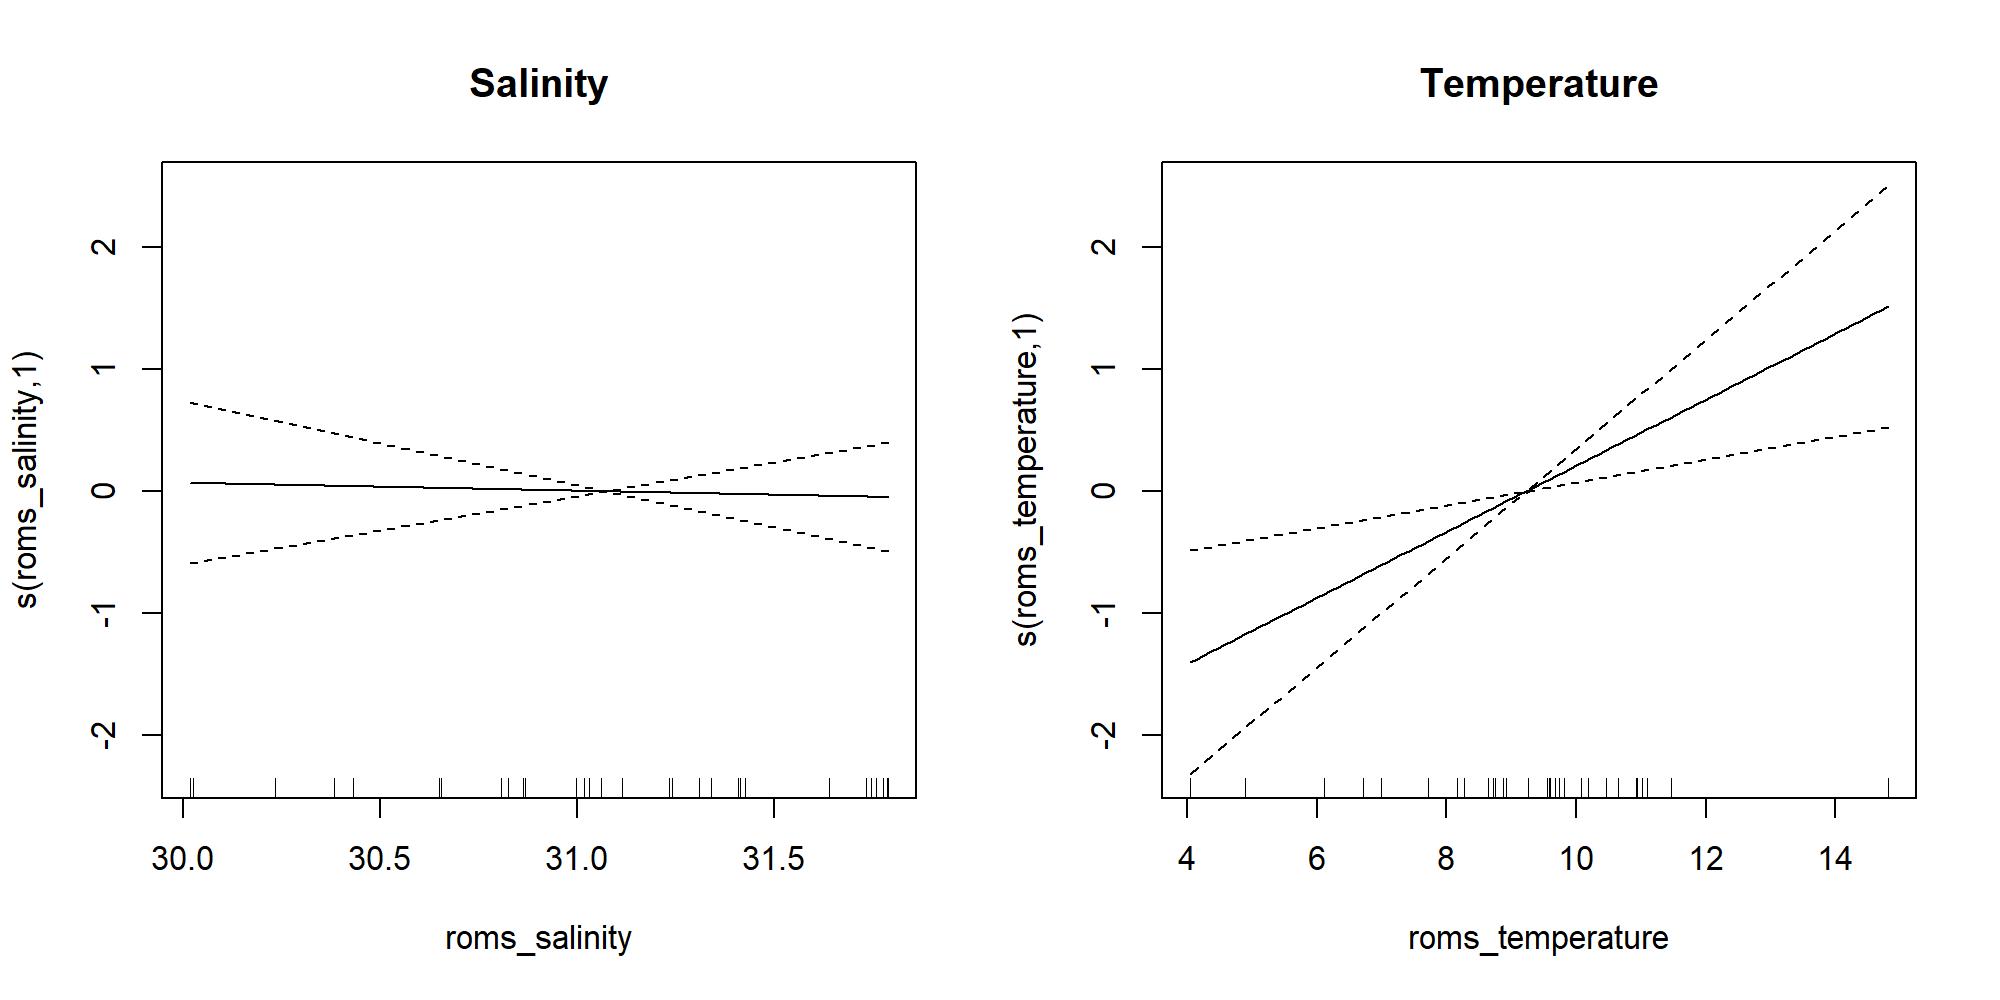 Salinity
s(roms_salinity,1)
2
1
0
-1
-2
30.0 30.5 31.0 31.5
roms_salinity
Temperature
s(roms_temperature,1)
2
1
0
-1
-2
4 6 8 10 12 14
roms_temperature